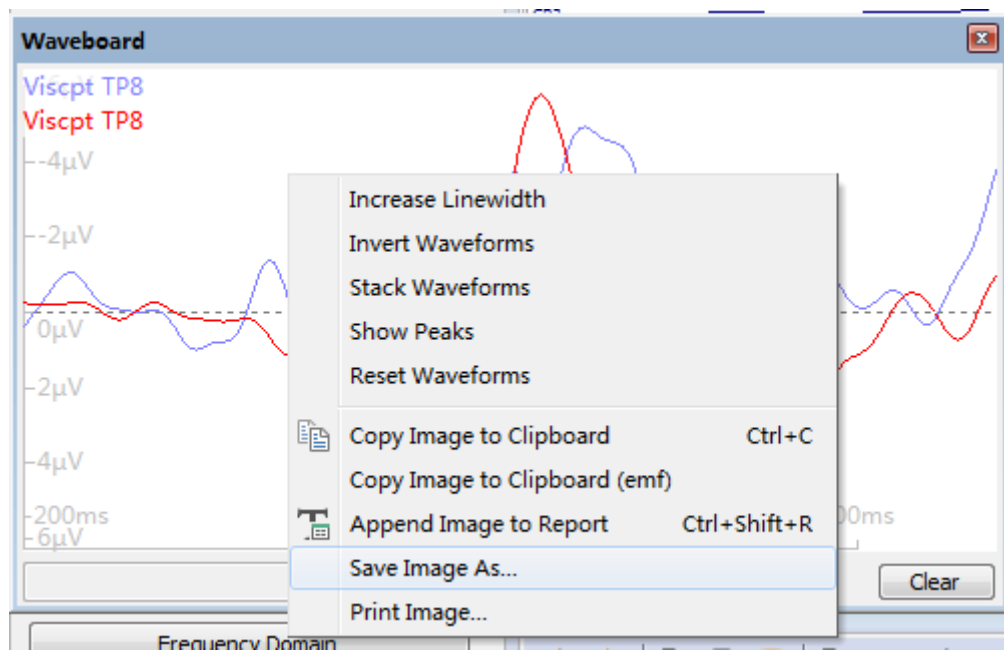 Waveboard
Viscpt TP8
Viscpt TP8
-4µV
-2µV
0µV
2µV
4µV
-200ms
6µV
Increase Linewidth
Invert Waveforms
Stack Waveforms
Show Peaks
Reset Waveforms
Copy Image to Clipboard Ctrl+C
Copy Image to Clipboard (emf)
Append Image to Report Ctrl+Shift+R
Save Image As...
Print Image...
Clear
Frequency Domain